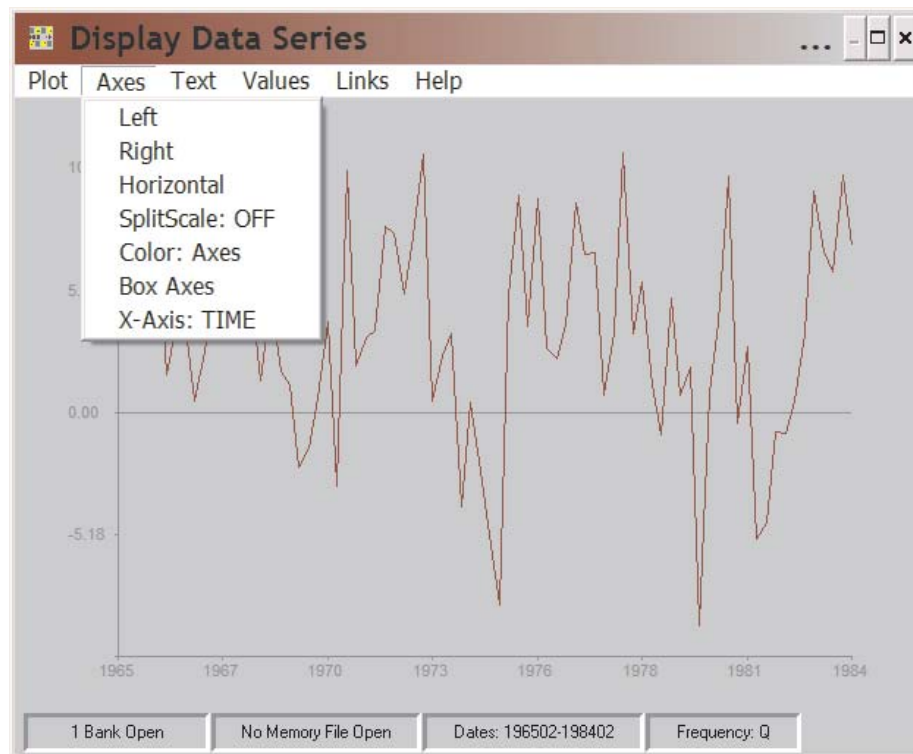 Display Data Series ...
Plot Axes Text Values Links Help
Left
Right
Horizontal
SplitScale: OFF
Color: Axes
Box Axes
X-Axis: TIME
0.00
-5.18
1965 1967 1970 1973 1976 1978 1981 1984
1 Bank Open No Memory File Open Dates: 196502-198402 Frequency: Q